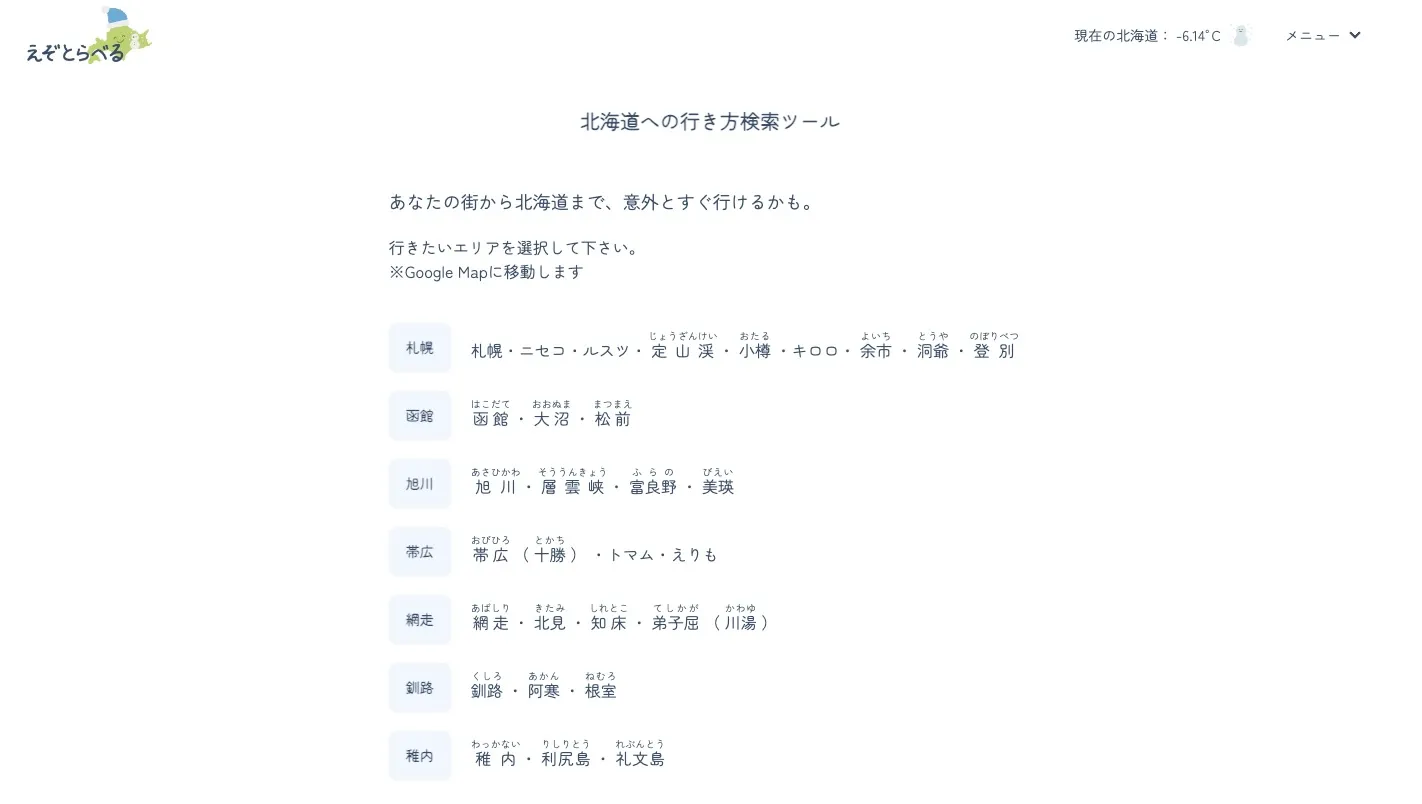 えぞとらべる
現在の北海道： -6.14°C
メニュー
北海道への行き方検索ツール
あなたの街から北海道まで、意外とすぐ行けるかも。
行きたいエリアを選択して下さい。
※Google Mapに移動します
札幌
じょうざんけい おたる よいち とうや のぼりべつ
札幌・ニセコ・ルスツ・定山渓・小樽・キロロ・余市・洞爺・登別
函館
はこだて おおぬま まつまえ
函館・大沼・松前
旭川
あさひかわ そううんきょう ふらの びえい
旭川・層雲峡・富良野・美瑛
帯広
おびひろ とかち
帯広（十勝）・トマム・えりも
網走
あばしり きたみ しれとこ てしかが かわゆ
網走・北見・知床・弟子屈（川湯）
釧路
くしろ あかん ねむろ
釧路・阿寒・根室
稚内
わっかない りしりとう れぶんとう
稚内・利尻島・礼文島